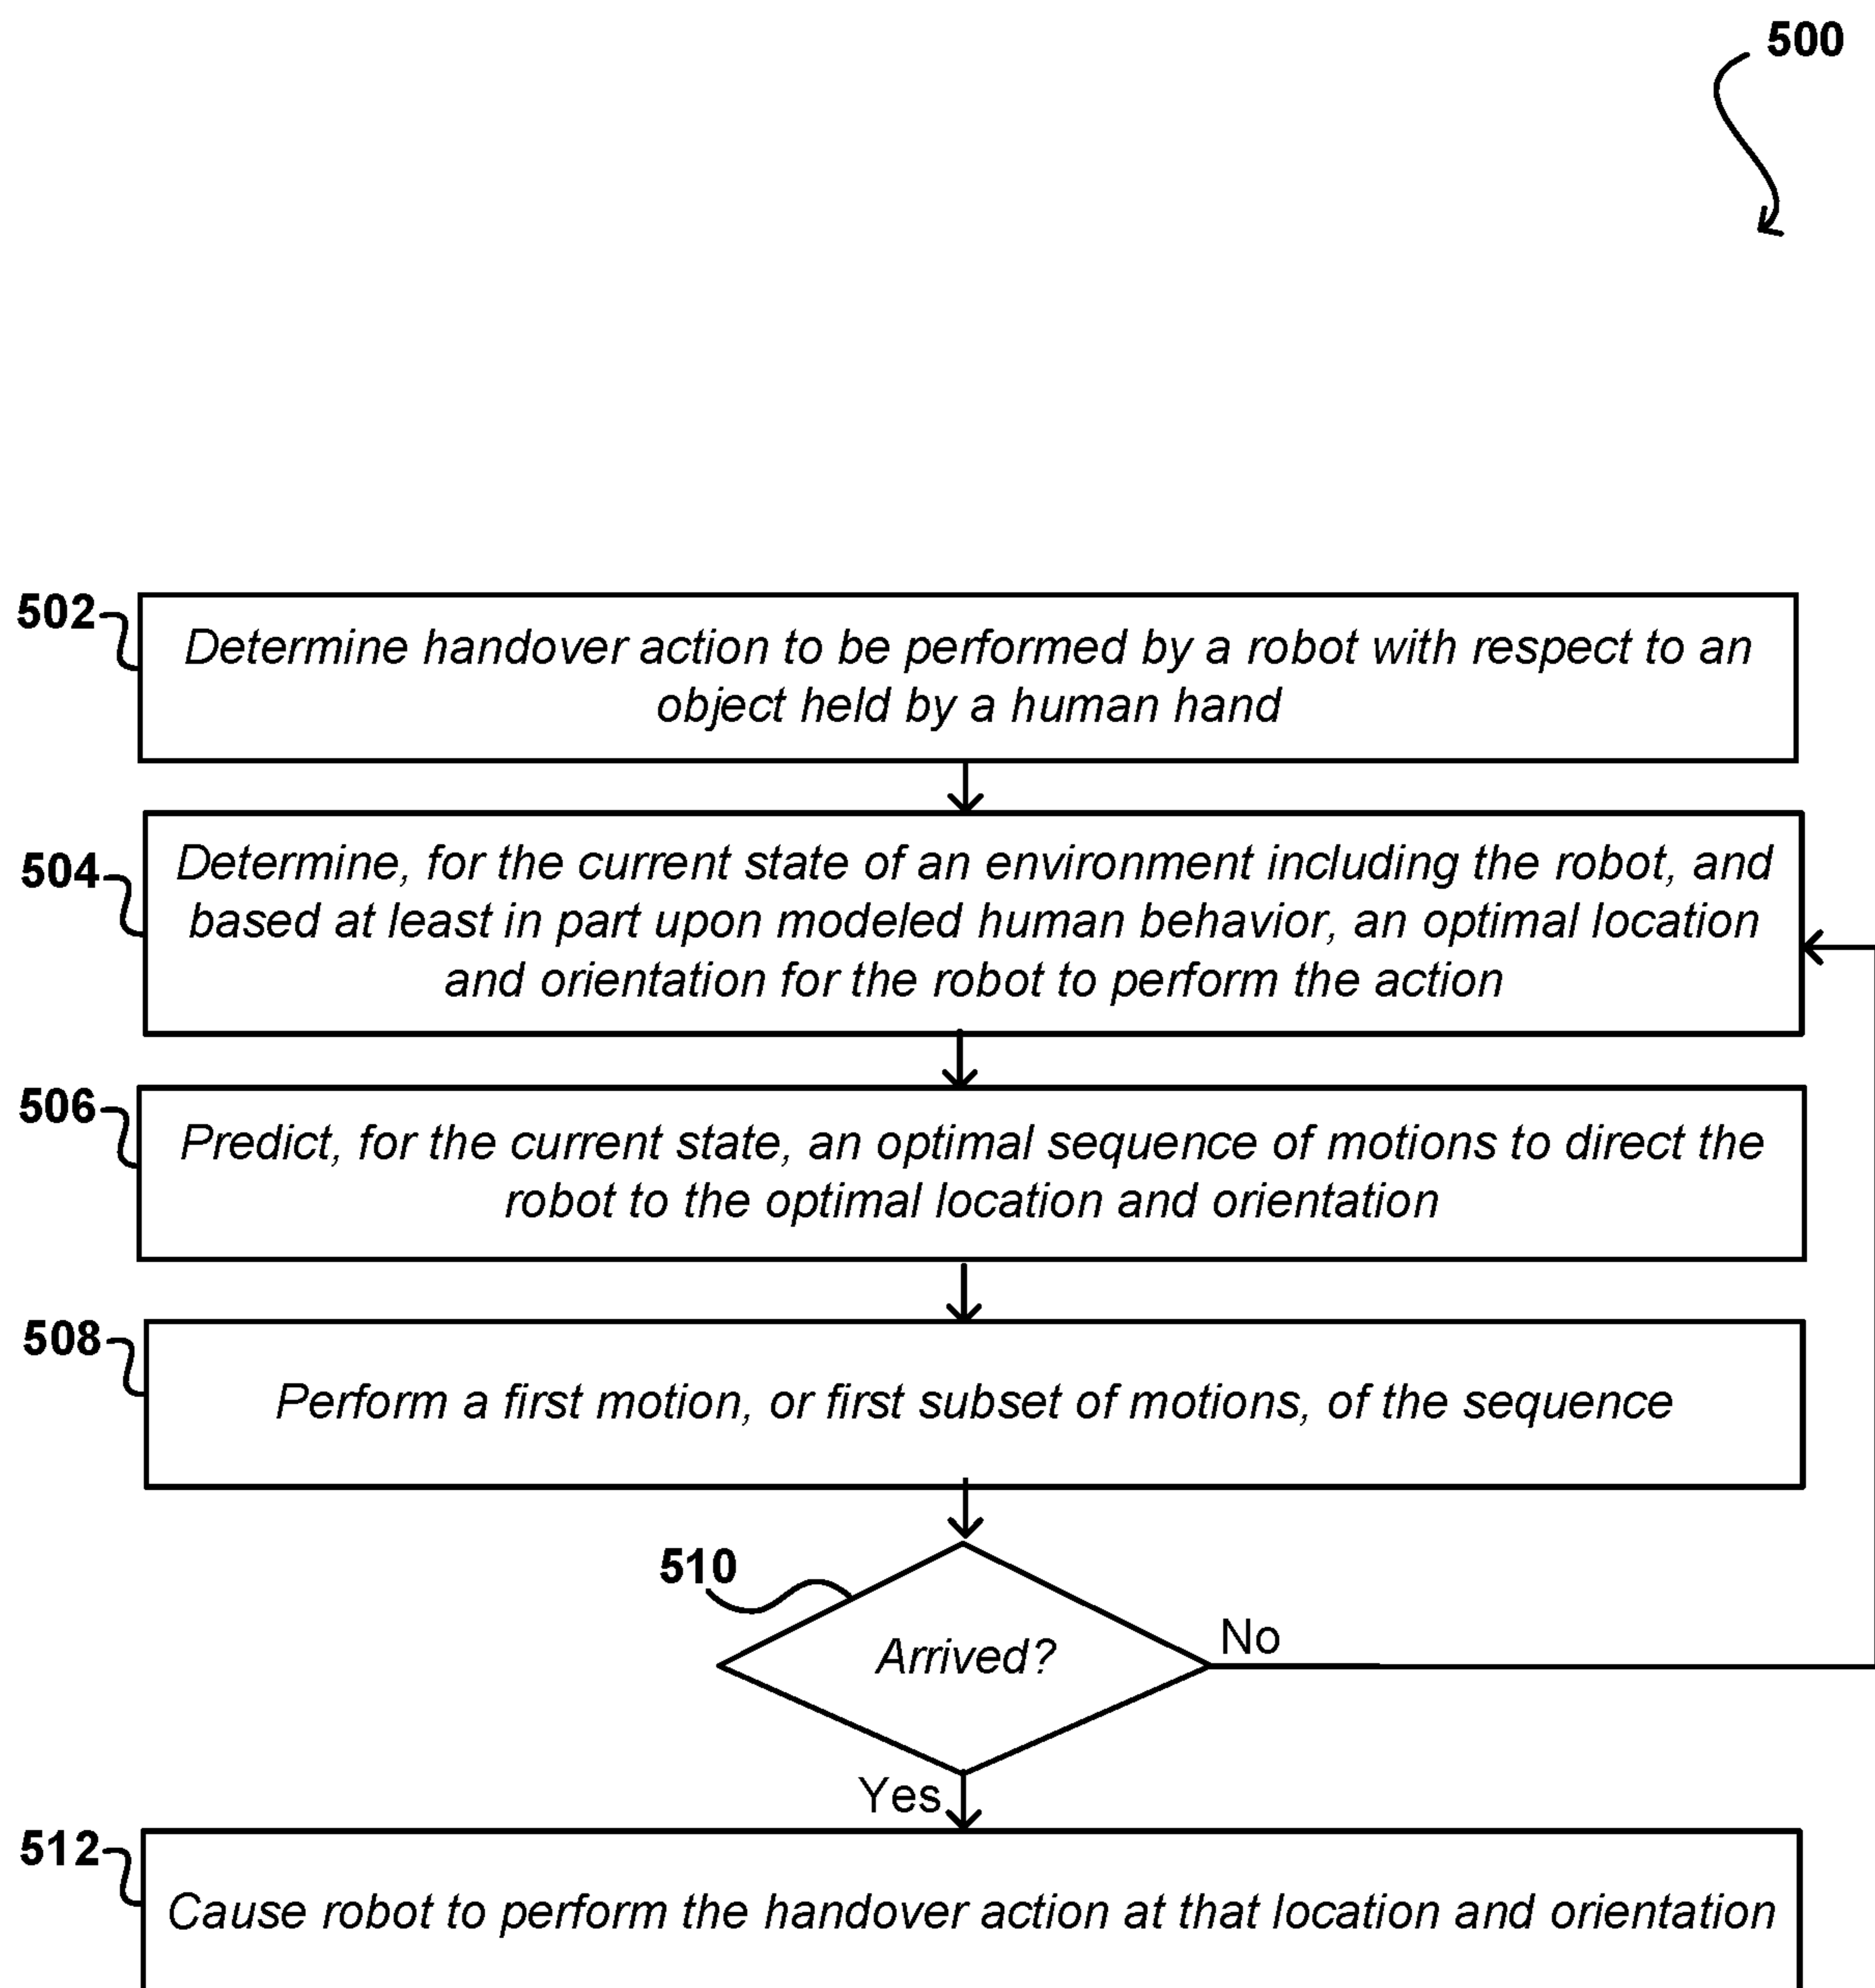 500
502
Determine handover action to be performed by a robot with respect to an
object held by a human hand
504
Determine, for the current state of an environment including the robot, and
based at least in part upon modeled human behavior, an optimal location
and orientation for the robot to perform the action
506
Predict, for the current state, an optimal sequence of motions to direct the
robot to the optimal location and orientation
508
Perform a first motion, or first subset of motions, of the sequence
510
Arrived?
No
Yes
512
Cause robot to perform the handover action at that location and orientation